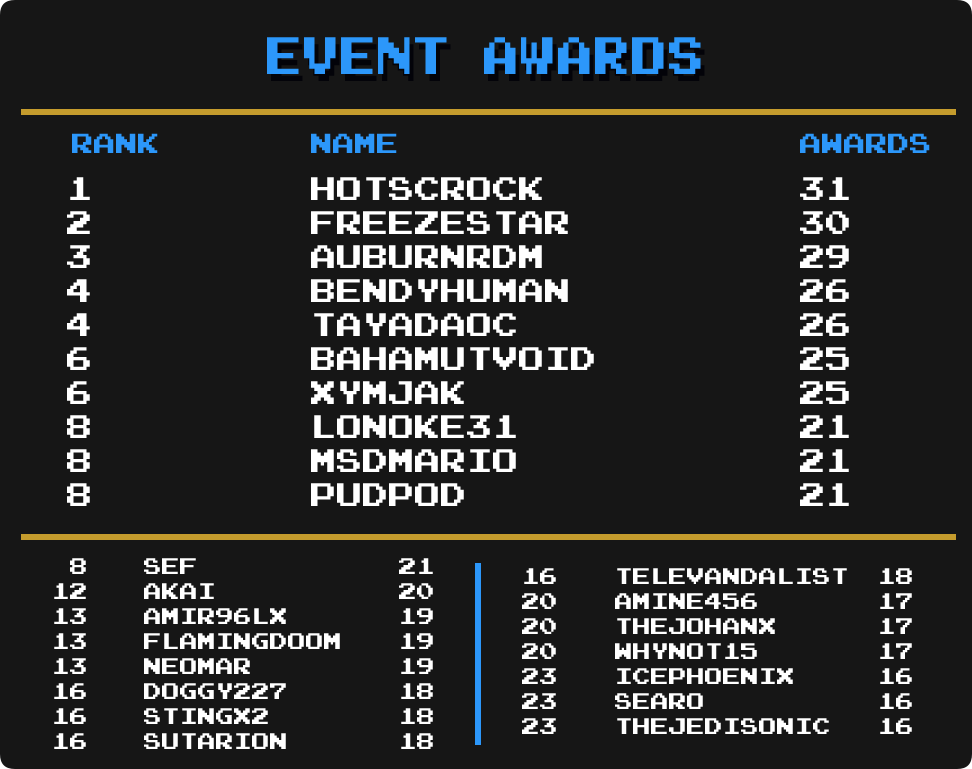 EVENT AWARDS
RANK NAME AWARDS
1 HOTSCROCK 31
2 FREEZESTAR 30
3 AUBURNRDM 29
4 BENDYHUMAN 26
4 TAYADAOC 26
6 BAHAMUTVOID 25
6 XYMJAK 25
8 LONOKE31 21
8 MSDMARIO 21
8 PUDPOD 21
8 SEF 21
12 AKAI 20
13 AMIR96LX 19
13 FLAMINGDOOM 19
13 NEOMAR 19
16 DOGGY227 18
16 STINGX2 18
16 SUTARION 18
16 TELEVANDALIST 18
20 AMINE456 17
20 THEJOHANX 17
20 WHYNOT15 17
23 ICEPHOENIX 16
23 SEARO 16
23 THEJEDISONIC 16